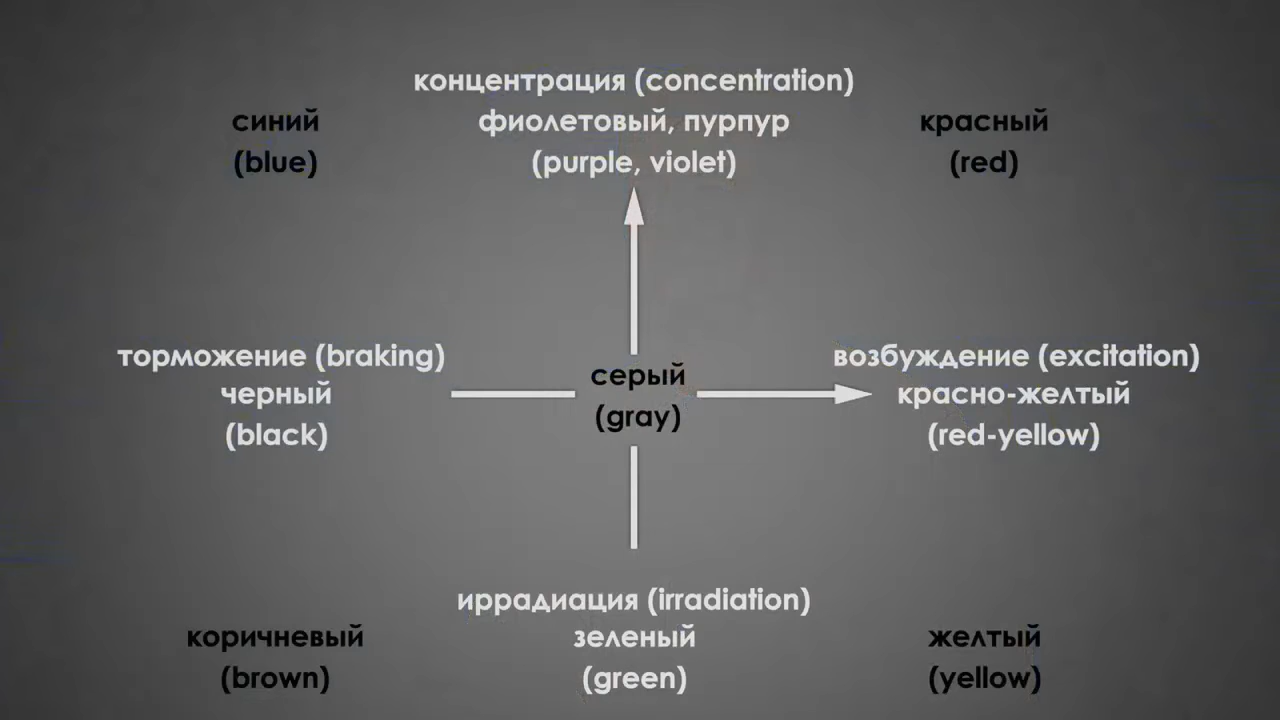 концентрация (concentration)
синий
фиолетовый, пурпур
красный
(blue)
(purple, violet)
(red)
торможение (braking)
возбуждение (excitation)
серый
черный
красно-желтый
(gray)
(black)
(red-yellow)
иррадиация (irradiation)
коричневый
зеленый
желтый
(brown)
(green)
(yellow)